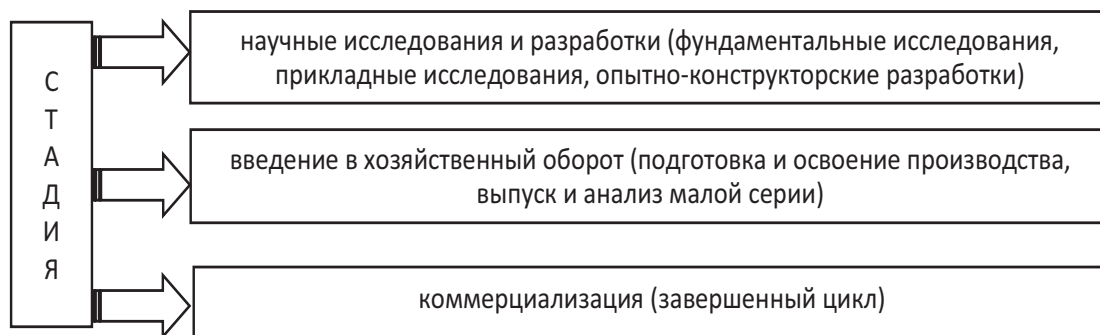 СТАДИЯ
научные исследования и разработки (фундаментальные исследования,
прикладные исследования, опытно-конструкторские разработки)
введение в хозяйственный оборот (подготовка и освоение производства,
выпуск и анализ малой серии)
коммерциализация (завершенный цикл)